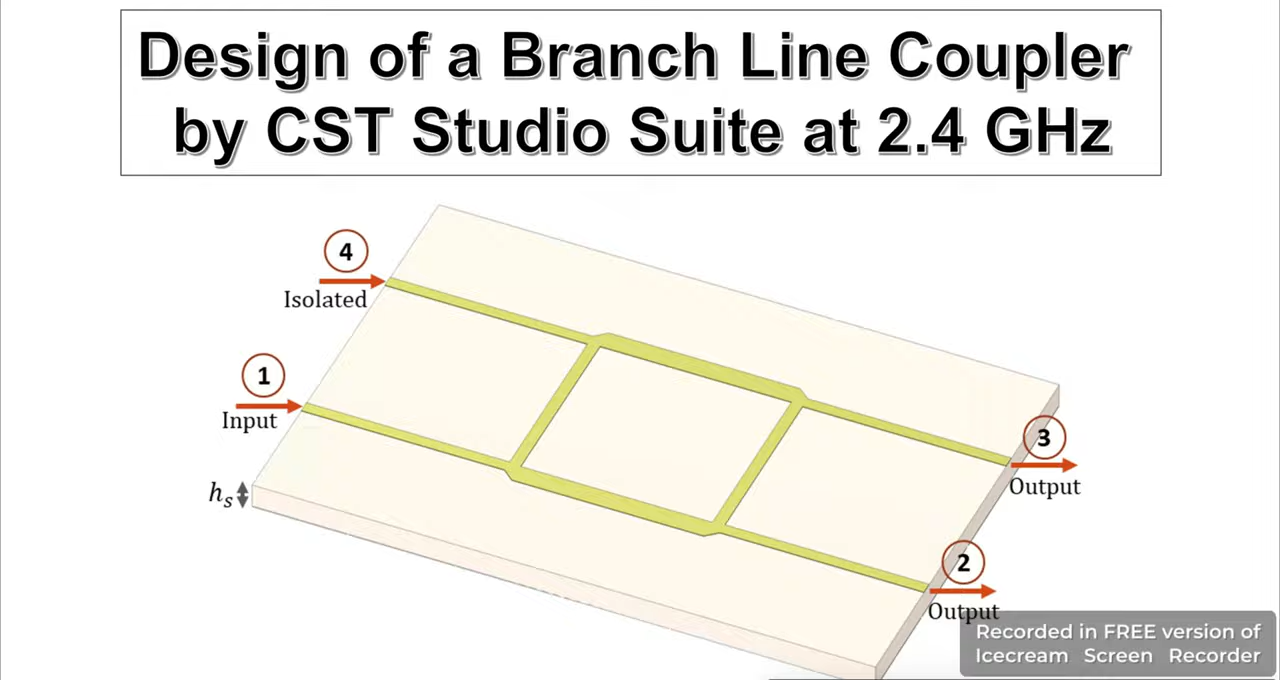 Design of a Branch Line Coupler
by CST Studio Suite at 2.4 GHz
4
Isolated
1
Input
hₛ
3
Output
2
Output
Recorded in FREE version of
Icecream Screen Recorder